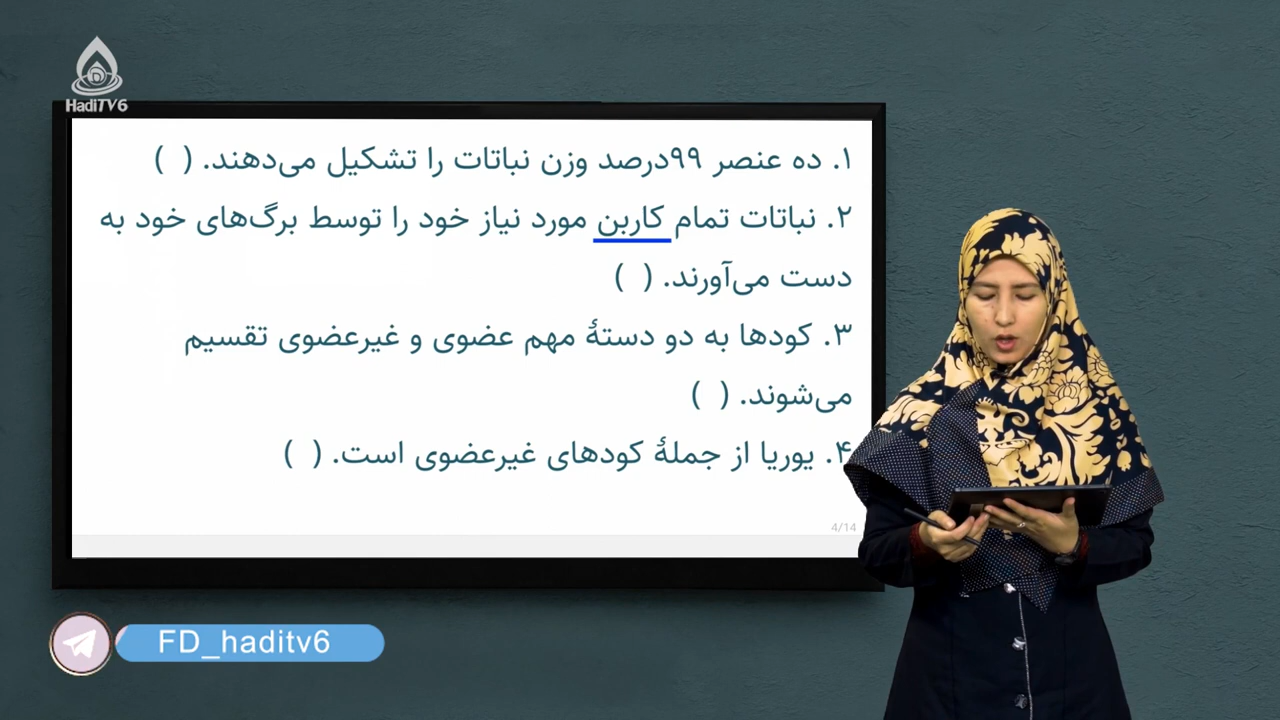 HadiTV6
۱. ده عنصر ۹۹درصد وزن نباتات را تشکیل می‌دهند. (  )
۲. نباتات تمام کاربن مورد نیاز خود را توسط برگ‌های خود به
دست می‌آورند. (  )
۳. کودها به دو دستهٔ مهم عضوی و غیرعضوی تقسیم
می‌شوند. (  )
۴. یوریا از جملهٔ کودهای غیرعضوی است. (  )
4/14
FD_haditv6